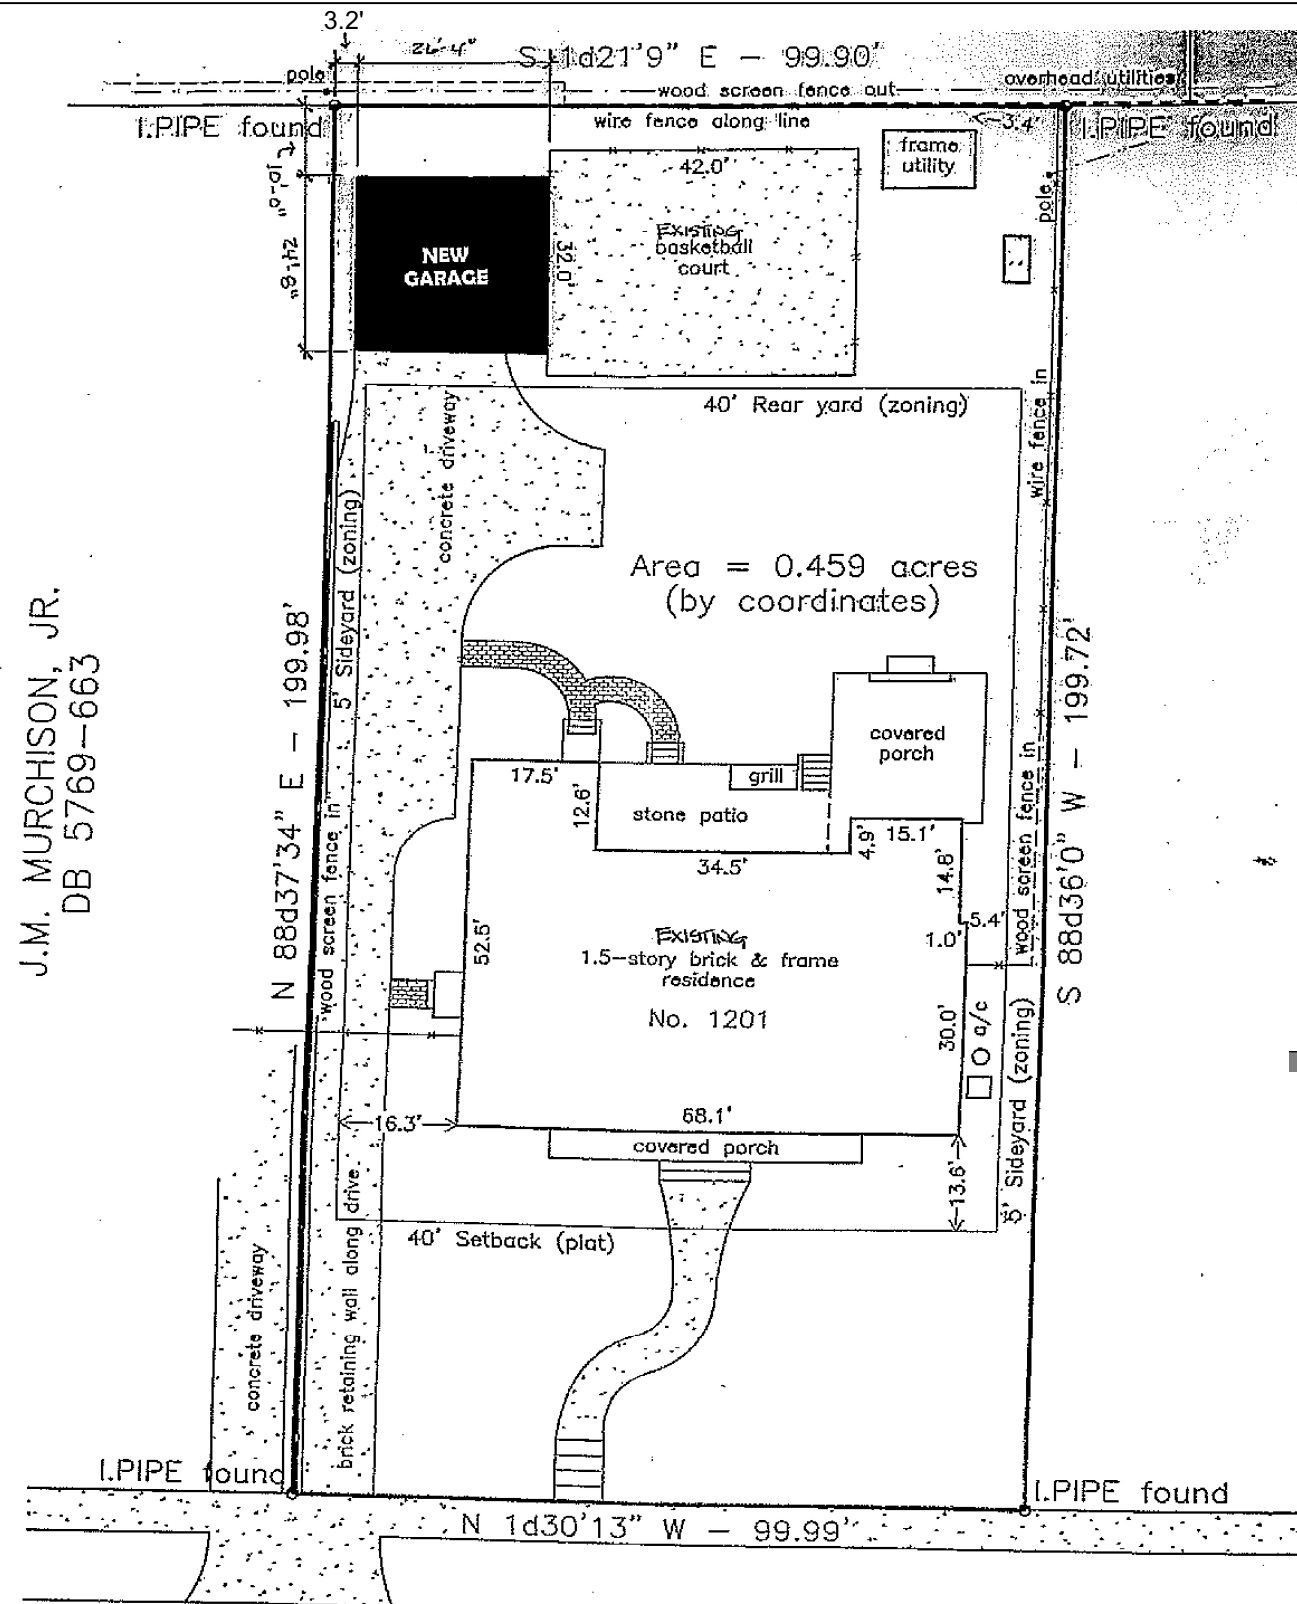 3.2'
26'-4"
S 1d21'9" E - 99.90'
pole
overhead utilities
wood screen fence out
I.PIPE found
wire fence along line
3.4'
I.PIPE found
frame
utility
42.0'
10'-0"
pole
EXISTING
basketball
court
32.0'
NEW
GARAGE
24'-8"
40' Rear yard (zoning)
wire fence in
concrete driveway
5' Sideyard (zoning)
Area = 0.459 acres
(by coordinates)
J.M. MURCHISON, JR.
DB 5769-663
N 88d37'34" E - 199.98'
S 88d36'0" W - 199.72'
covered
porch
17.5'
grill
12.6'
stone patio
wood screen fence in
wood screen fence in
4.9'
15.1'
34.5'
14.8'
5.4'
52.5'
EXISTING
1.0'
1.5-story brick & frame
residence
No. 1201
30.0'
a/c
5' Sideyard (zoning)
16.3'
68.1'
covered porch
13.6'
40' Setback (plat)
concrete driveway
brick retaining wall along drive
I.PIPE found
I.PIPE found
N 1d30'13" W - 99.99'